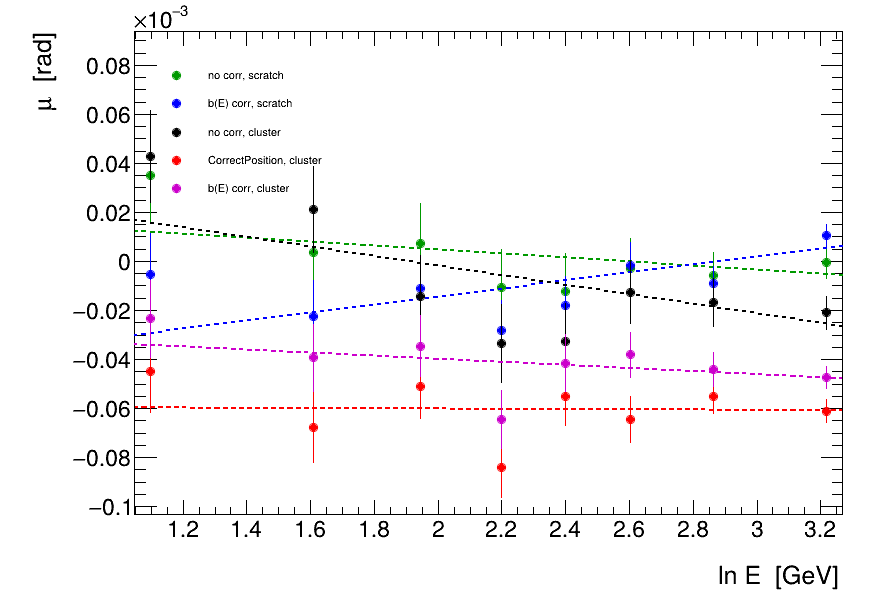 ×10⁻³
μ [rad]
0.08
0.06
0.04
0.02
0
−0.02
−0.04
−0.06
−0.08
−0.1
no corr, scratch
b(E) corr, scratch
no corr, cluster
CorrectPosition, cluster
b(E) corr, cluster
1.2 1.4 1.6 1.8 2 2.2 2.4 2.6 2.8 3 3.2
ln E [GeV]